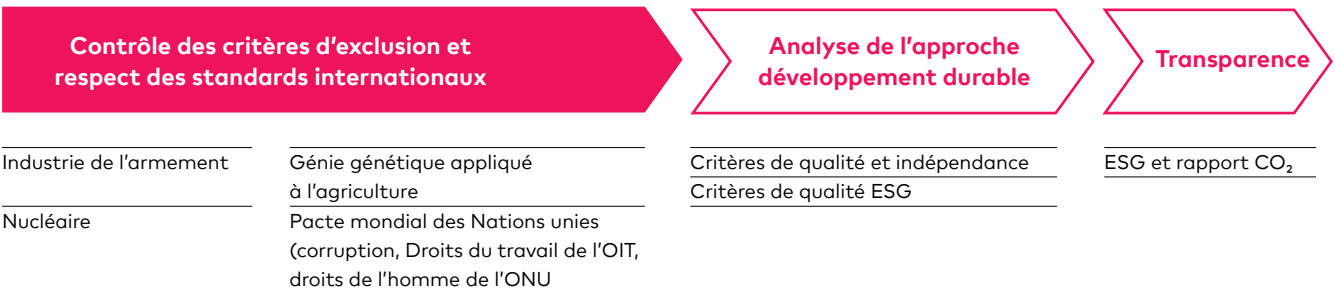 Contrôle des critères d’exclusion et
respect des standards internationaux
Analyse de l’approche
développement durable
Transparence
Industrie de l’armement
Nucléaire
Génie génétique appliqué
à l’agriculture
Pacte mondial des Nations unies
(corruption, Droits du travail de l’OIT,
droits de l’homme de l’ONU
Critères de qualité et indépendance
Critères de qualité ESG
ESG et rapport CO₂